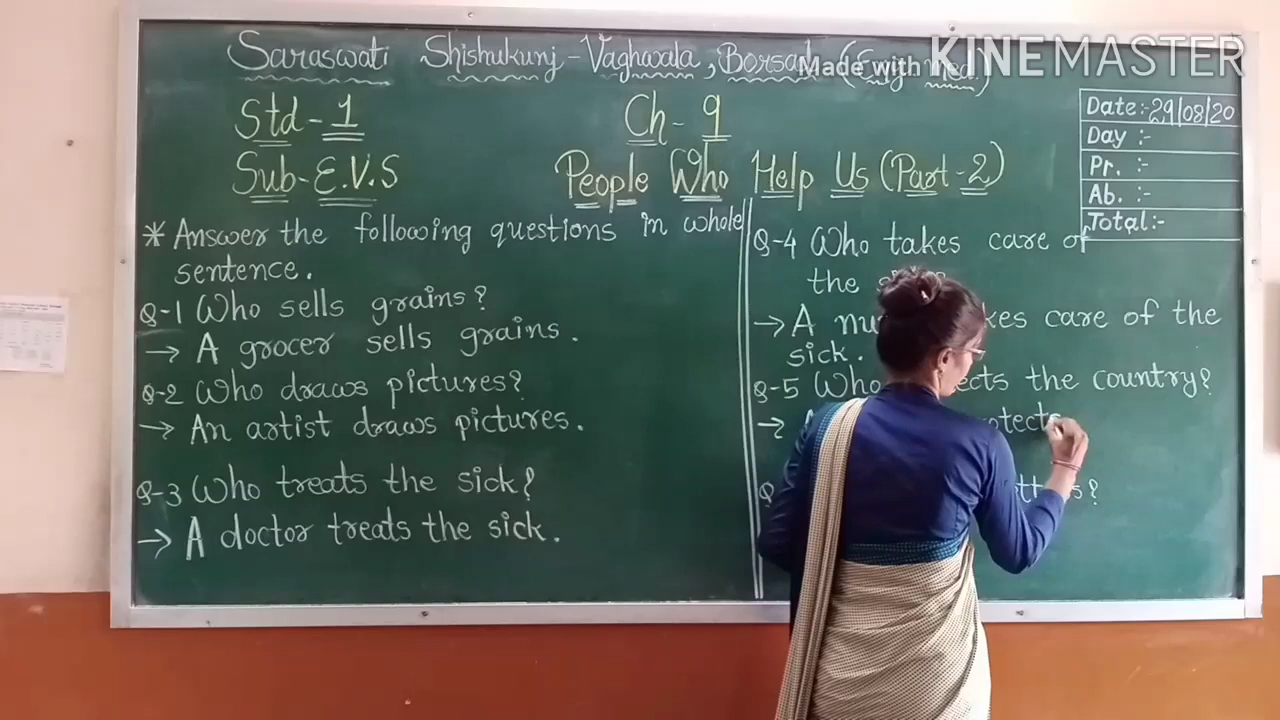 Saraswati Shishukunj - Vaghwala, Borsad (Eng. Med.)
Made with KINEMASTER
Std - 1
Ch - 9
Sub - E.V.S
People Who Help Us (Part - 2)
Date:- 29/08/20
Day :-
Pr. :-
Ab. :-
Total:-
* Answer the following questions in whole
sentence.
Q-1 Who sells grains?
→ A grocer sells grains.
Q-2 Who draws pictures?
→ An artist draws pictures.
Q-3 Who treats the sick?
→ A doctor treats the sick.
Q-4 Who takes care of
the
→ A care of the
sick.
Q-5 Who the country?
→